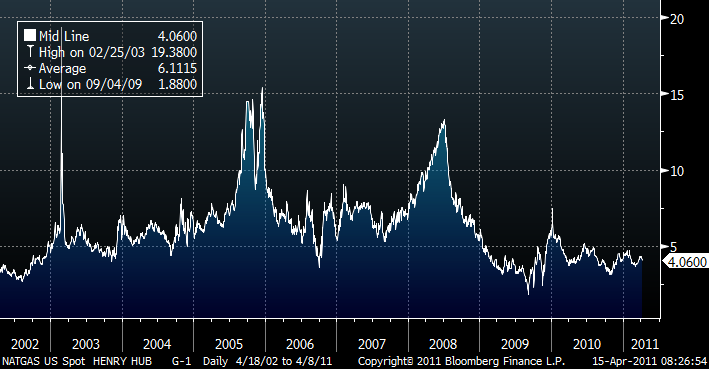 20
Mid Line 4.0600
High on 02/25/03 19.3800
Average 6.1115
Low on 09/04/09 1.8800
15
10
5
4.0600
2002 2003 2004 2005 2006 2007 2008 2009 2010 2011
NATGAS US Spot HENRY HUB G-1 Daily 4/18/02 to 4/8/11 Copyright© 2011 Bloomberg Finance L.P. 15-Apr-2011 08:26:54